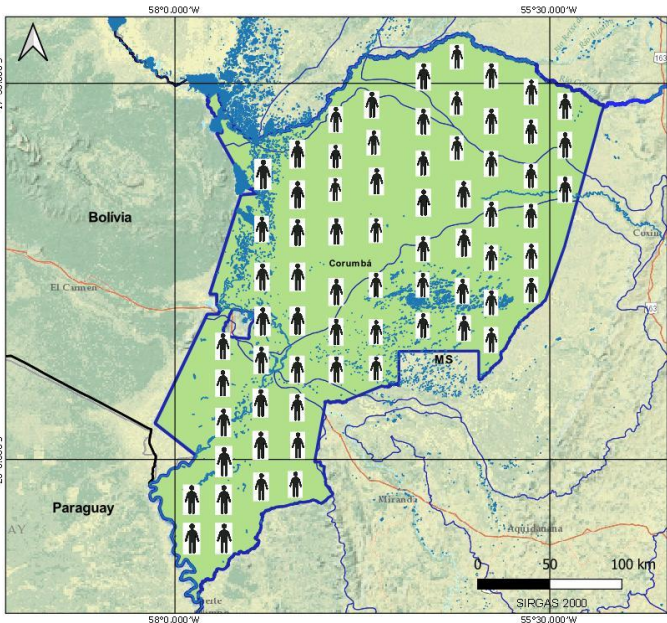 58°0.000'W 55°30.000'W
163
Bolívia
Coxim
Corumbá
El Carmen
163
MS
Paraguay
Miranda
Aquidauana
0 50 100 km
SIRGAS 2000
58°0.000'W 55°30.000'W